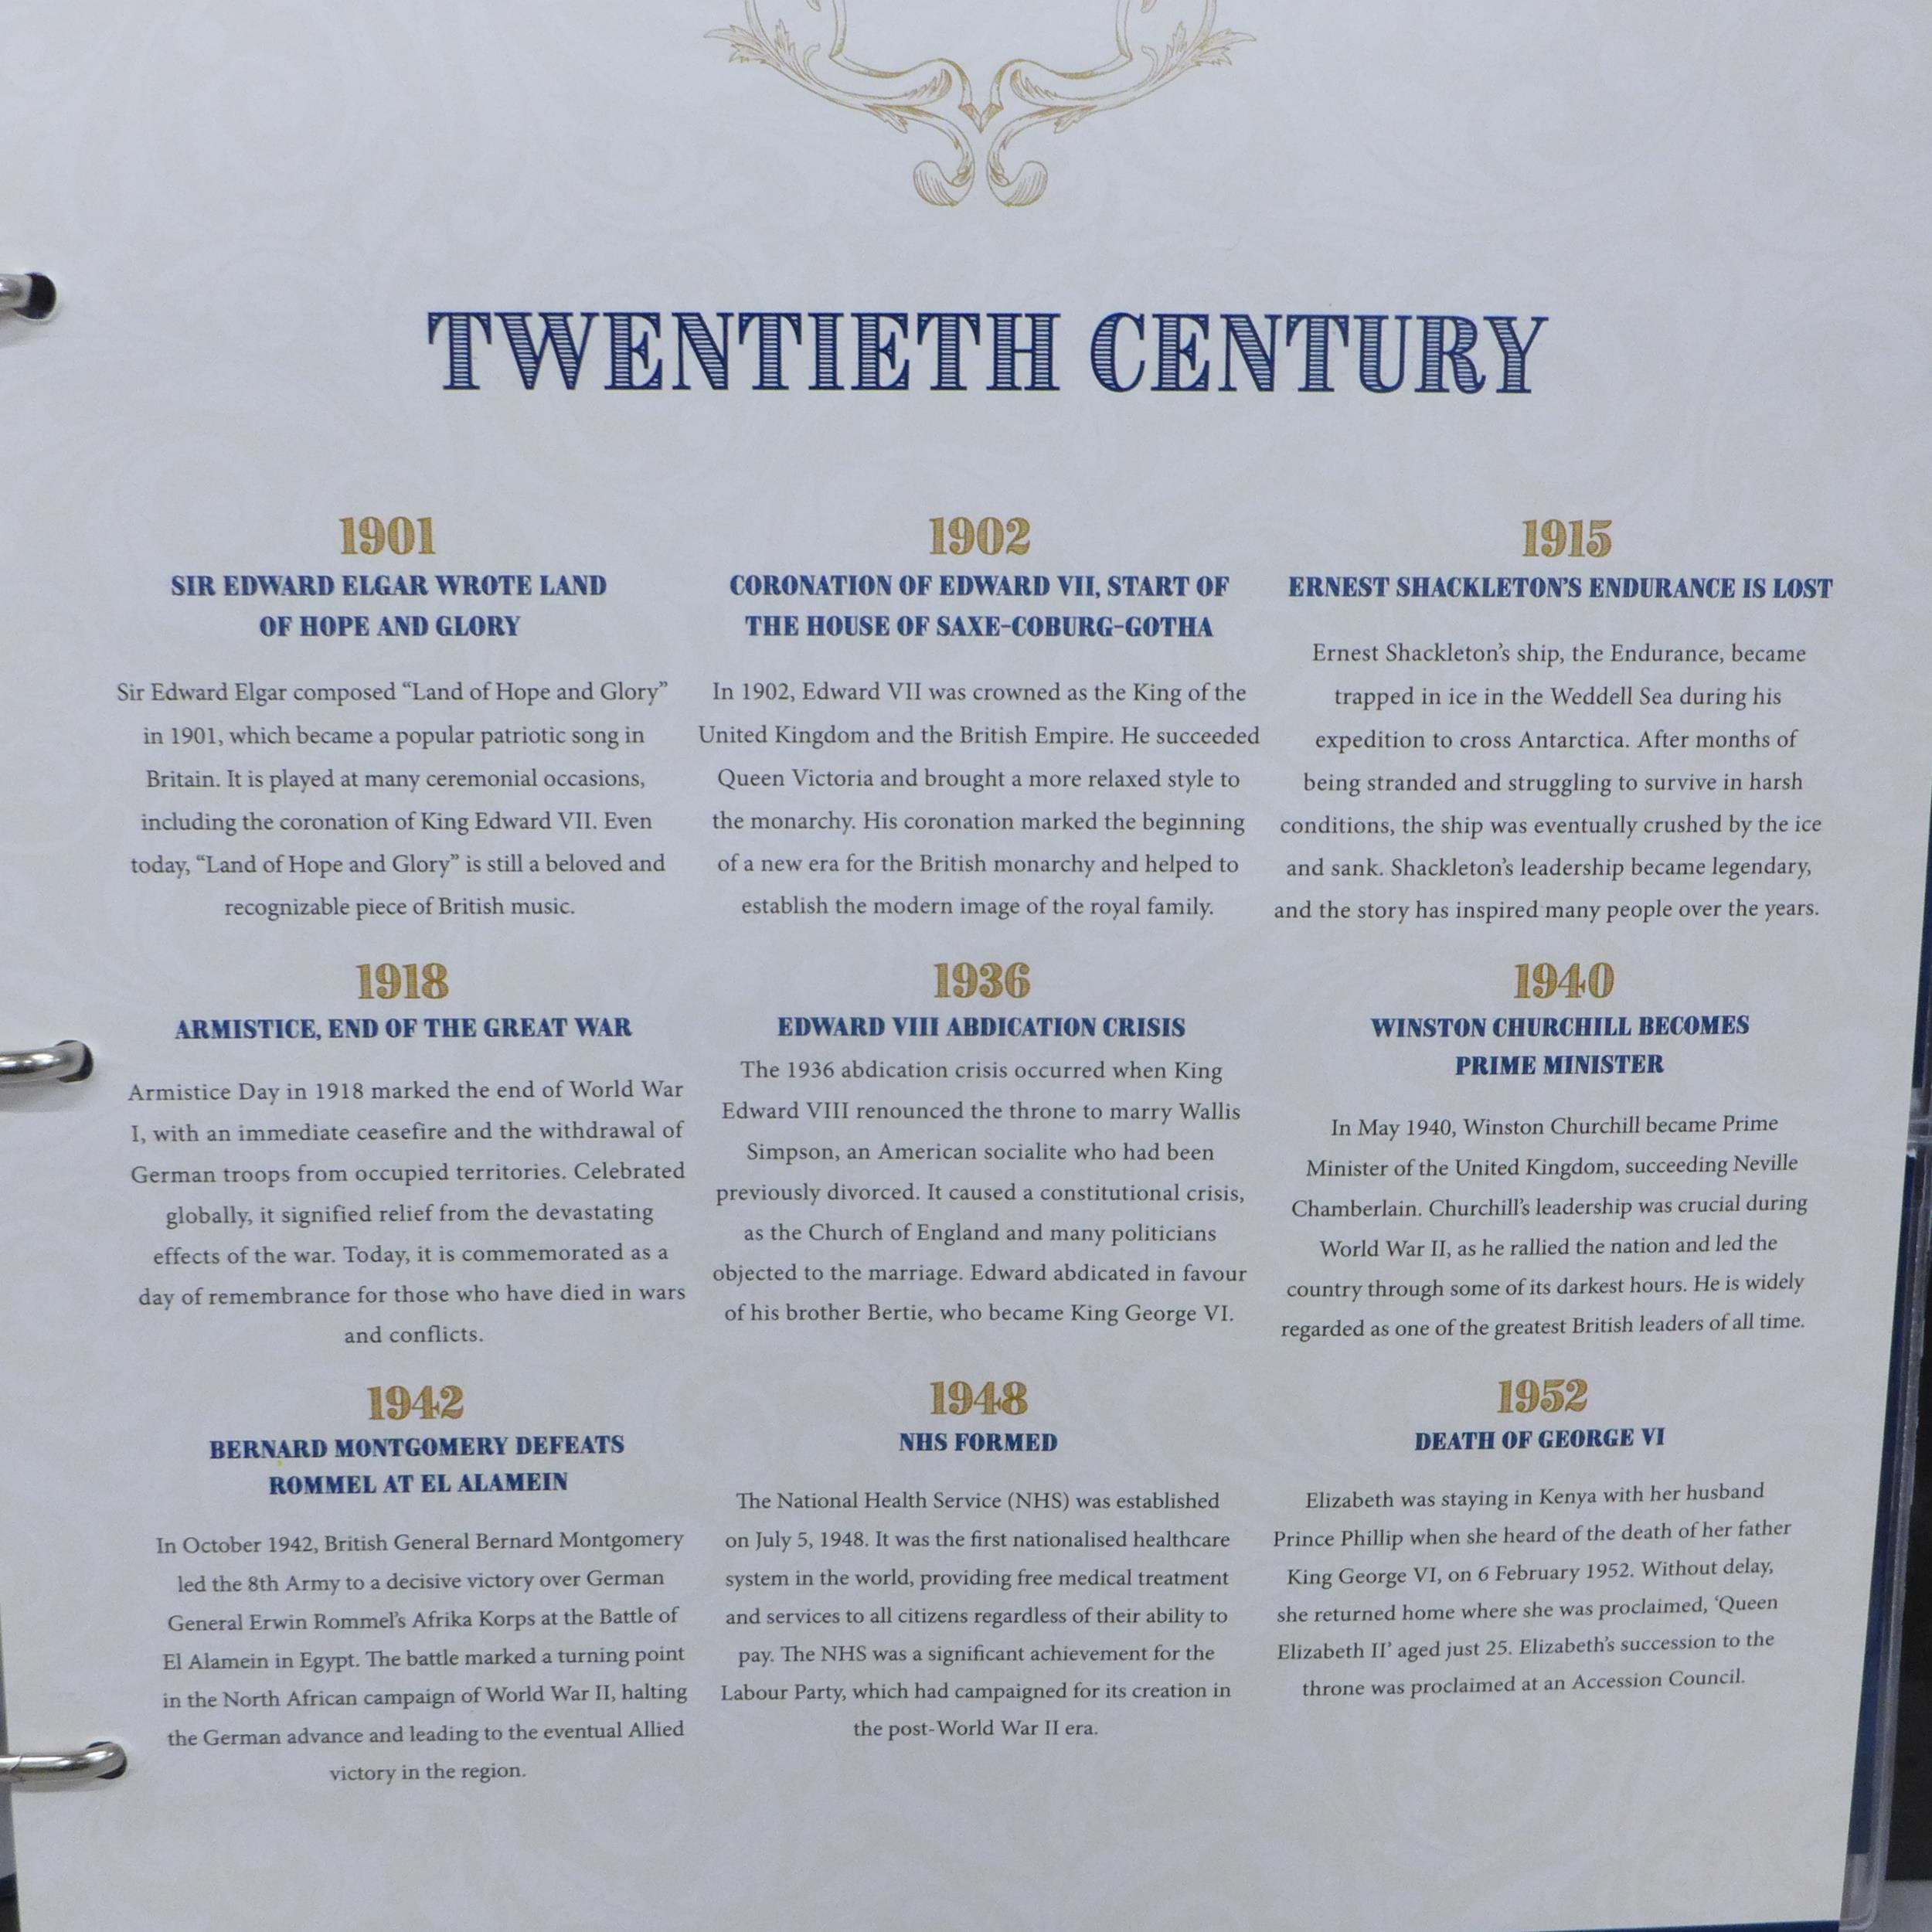 TWENTIETH CENTURY
1901
SIR EDWARD ELGAR WROTE LAND
OF HOPE AND GLORY
Sir Edward Elgar composed “Land of Hope and Glory”
in 1901, which became a popular patriotic song in
Britain. It is played at many ceremonial occasions,
including the coronation of King Edward VII. Even
today, “Land of Hope and Glory” is still a beloved and
recognizable piece of British music.
1902
CORONATION OF EDWARD VII, START OF
THE HOUSE OF SAXE-COBURG-GOTHA
In 1902, Edward VII was crowned as the King of the
United Kingdom and the British Empire. He succeeded
Queen Victoria and brought a more relaxed style to
the monarchy. His coronation marked the beginning
of a new era for the British monarchy and helped to
establish the modern image of the royal family.
1915
ERNEST SHACKLETON’S ENDURANCE IS LOST
Ernest Shackleton’s ship, the Endurance, became
trapped in ice in the Weddell Sea during his
expedition to cross Antarctica. After months of
being stranded and struggling to survive in harsh
conditions, the ship was eventually crushed by the ice
and sank. Shackleton’s leadership became legendary,
and the story has inspired many people over the years.
1918
ARMISTICE, END OF THE GREAT WAR
Armistice Day in 1918 marked the end of World War
I, with an immediate ceasefire and the withdrawal of
German troops from occupied territories. Celebrated
globally, it signified relief from the devastating
effects of the war. Today, it is commemorated as a
day of remembrance for those who have died in wars
and conflicts.
1936
EDWARD VIII ABDICATION CRISIS
The 1936 abdication crisis occurred when King
Edward VIII renounced the throne to marry Wallis
Simpson, an American socialite who had been
previously divorced. It caused a constitutional crisis,
as the Church of England and many politicians
objected to the marriage. Edward abdicated in favour
of his brother Bertie, who became King George VI.
1940
WINSTON CHURCHILL BECOMES
PRIME MINISTER
In May 1940, Winston Churchill became Prime
Minister of the United Kingdom, succeeding Neville
Chamberlain. Churchill’s leadership was crucial during
World War II, as he rallied the nation and led the
country through some of its darkest hours. He is widely
regarded as one of the greatest British leaders of all time.
1942
BERNARD MONTGOMERY DEFEATS
ROMMEL AT EL ALAMEIN
In October 1942, British General Bernard Montgomery
led the 8th Army to a decisive victory over German
General Erwin Rommel’s Afrika Korps at the Battle of
El Alamein in Egypt. The battle marked a turning point
in the North African campaign of World War II, halting
the German advance and leading to the eventual Allied
victory in the region.
1948
NHS FORMED
The National Health Service (NHS) was established
on July 5, 1948. It was the first nationalised healthcare
system in the world, providing free medical treatment
and services to all citizens regardless of their ability to
pay. The NHS was a significant achievement for the
Labour Party, which had campaigned for its creation in
the post-World War II era.
1952
DEATH OF GEORGE VI
Elizabeth was staying in Kenya with her husband
Prince Phillip when she heard of the death of her father
King George VI, on 6 February 1952. Without delay,
she returned home where she was proclaimed, ‘Queen
Elizabeth II’ aged just 25. Elizabeth’s succession to the
throne was proclaimed at an Accession Council.